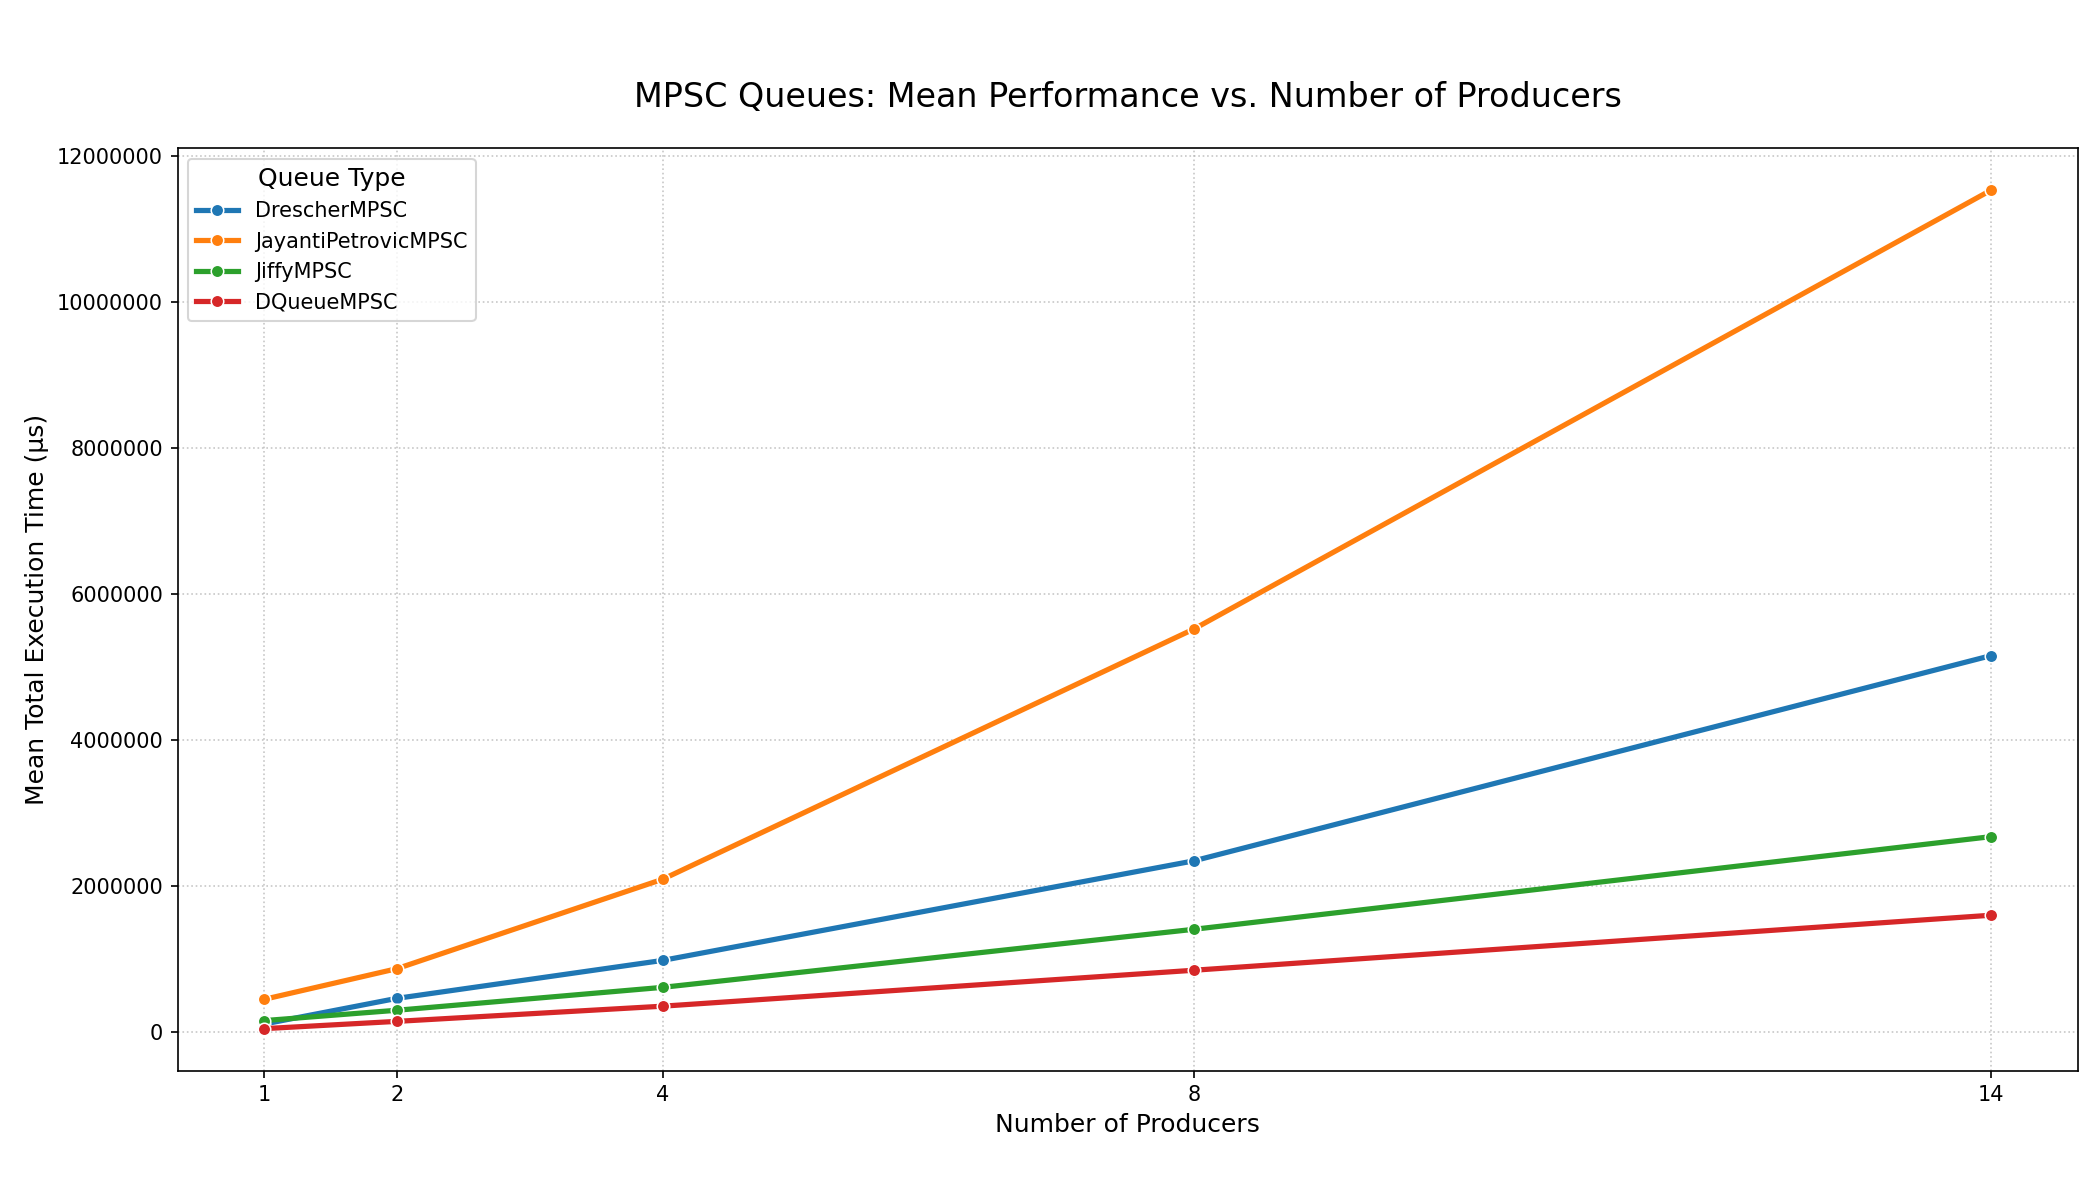 MPSC Queues: Mean Performance vs. Number of Producers
12000000
10000000
8000000
6000000
4000000
2000000
0
Mean Total Execution Time (µs)
Queue Type
DrescherMPSC
JayantiPetrovicMPSC
JiffyMPSC
DQueueMPSC
1 2 4 8 14
Number of Producers